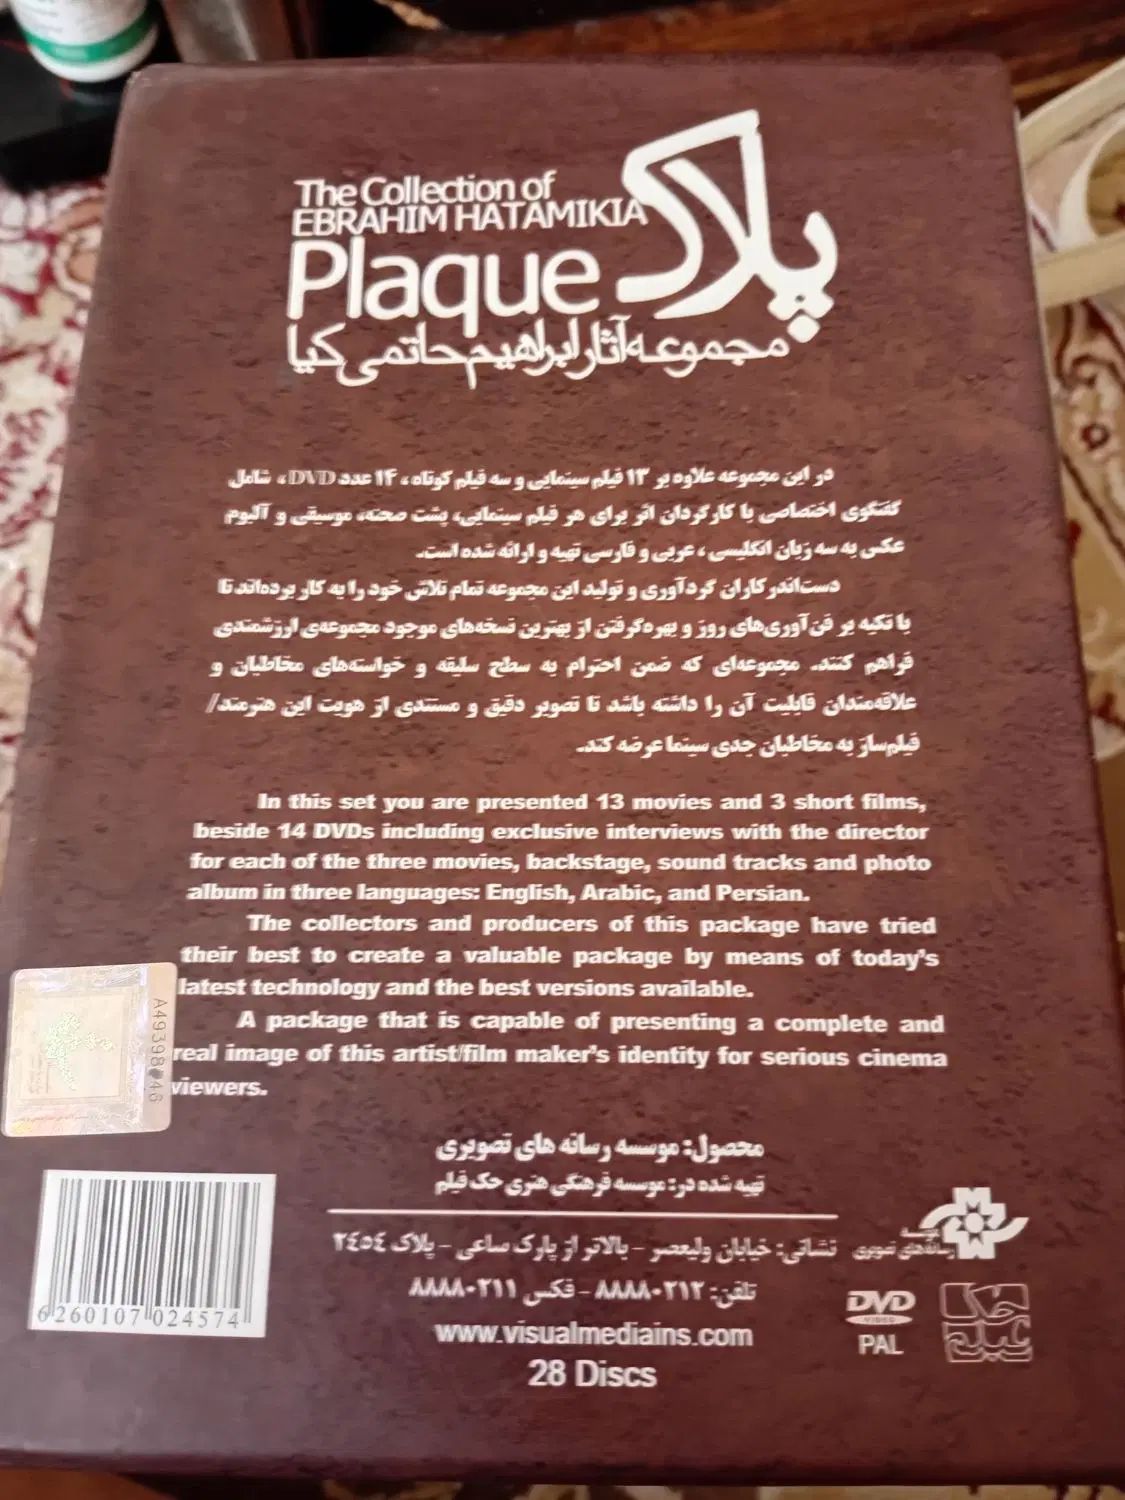 The Collection of
EBRAHIM HATAMIKIA
Plaque
پلاک
مجموعه آثار ابراهیم حاتمی کیا
در این مجموعه علاوه بر ۱۳ فیلم سینمایی و سه فیلم کوتاه، ۱۴ عدد DVD، شامل
گفتگوی اختصاصی با کارگردان اثر برای هر فیلم سینمایی، پشت صحنه، موسیقی و آلبوم
عکس به سه زبان انگلیسی، عربی و فارسی تهیه و ارائه شده است.
دست‌اندرکاران گردآوری و تولید این مجموعه تمام تلاش خود را به کار برده‌اند تا
با تکیه بر فن‌آوری‌های روز و بهره‌گرفتن از بهترین نسخه‌های موجود مجموعه‌ی ارزشمندی
فراهم کنند. مجموعه‌ای که ضمن احترام به سطح سلیقه و خواسته‌های مخاطبان و
علاقه‌مندان قابلیت آن را داشته باشد تا تصویر دقیق و مستندی از هویت این هنرمند/
فیلم‌ساز به مخاطبان جدی سینما عرضه کند.
In this set you are presented 13 movies and 3 short films,
beside 14 DVDs including exclusive interviews with the director
for each of the three movies, backstage, sound tracks and photo
album in three languages: English, Arabic, and Persian.
The collectors and producers of this package have tried
their best to create a valuable package by means of today's
latest technology and the best versions available.
A package that is capable of presenting a complete and
real image of this artist/film maker's identity for serious cinema
viewers.
محصول: موسسه رسانه های تصویری
تهیه شده در: موسسه فرهنگی هنری حک فیلم
نشانی: خیابان ولیعصر - بالاتر از پارک ساعی - پلاک ۲۴۵۴
تلفن: ۸۸۸۸۰۲۱۲ - فکس ۸۸۸۸۰۲۱۱
www.visualmediains.com
28 Discs
موسسه
رسانه‌های تصویری
DVD
VIDEO
PAL
6260107024574